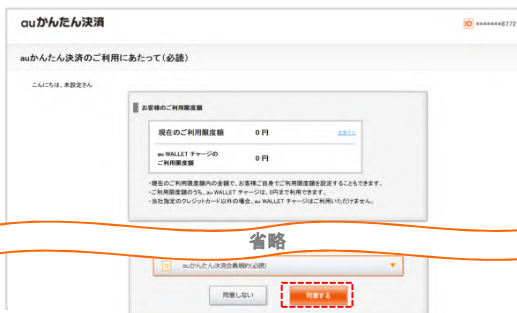 auかんたん決済
ID *******8772
auかんたん決済のご利用にあたって(必読)
こんにちは、未設定さん
お客様のご利用限度額
現在のご利用限度額 0 円 変更する
au WALLET チャージの
ご利用限度額 0 円
・現在のご利用限度額内の金額で、お客様ご自身でご利用限度額を設定することもできます。
・ご利用限度額のうち、au WALLET チャージは、0円まで利用できます。
・当社指定のクレジットカード以外の場合、au WALLET チャージはご利用いただけません。
省略
auかんたん決済会員規約(必読)
同意しない 同意する